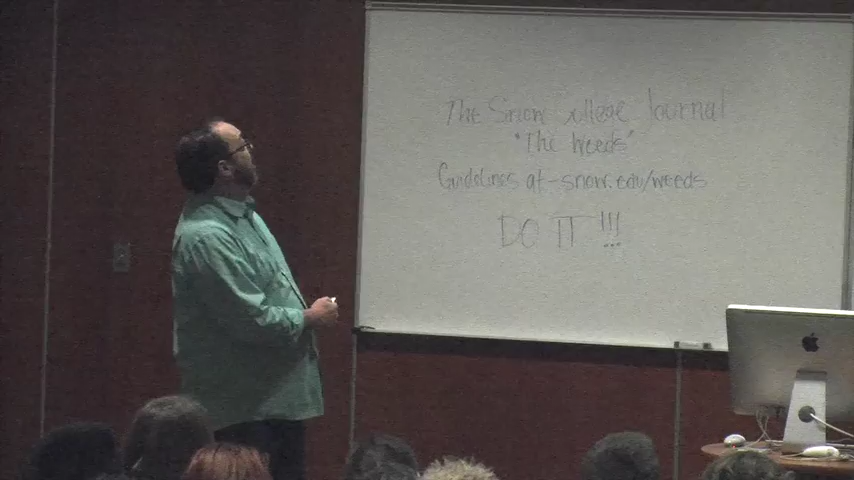 The Snow College Journal
"The Weeds"
Guidelines at - snow.edu/weeds
DO IT !!!